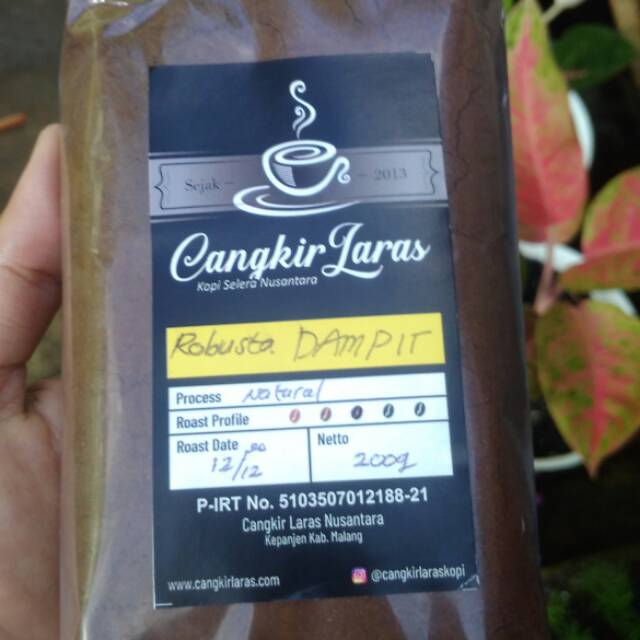 Sejak - - 2013
Cangkir Laras
Kopi Selera Nusantara
Robusta DAMPIT
Process Natural
Roast Profile
Roast Date Netto
12/12 200g
P-IRT No. 5103507012188-21
Cangkir Laras Nusantara
Kepanjen Kab. Malang
www.cangkirlaras.com @cangkirlaraskopi